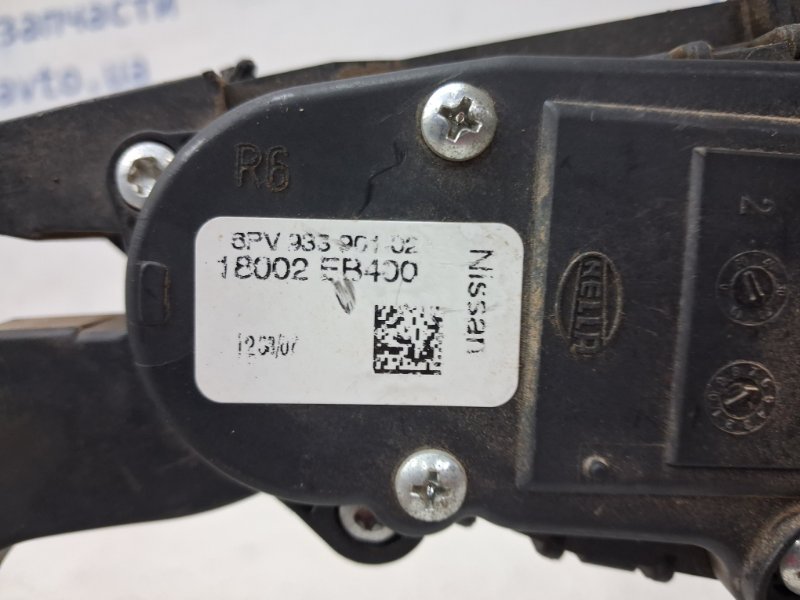 запчасти
avto.ua
R6
6PV 933 901-02
18002 EB400
Nissan
HELLA
2